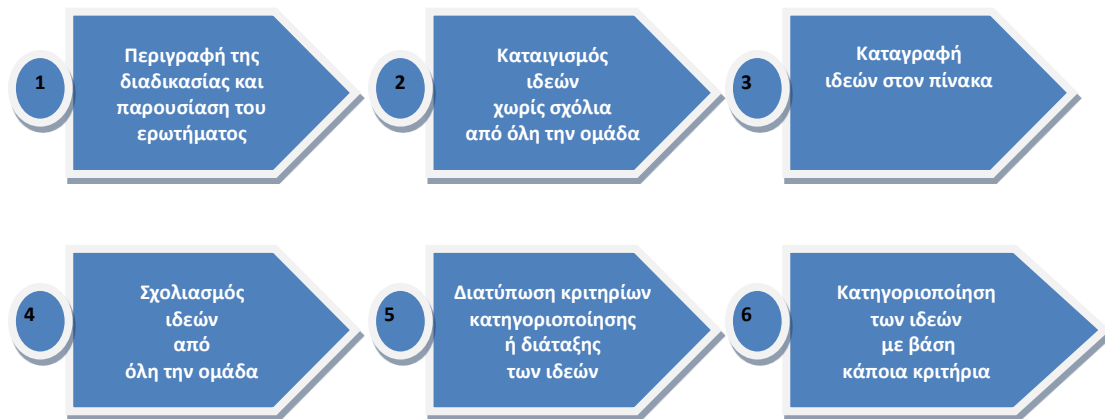 1
Περιγραφή της
διαδικασίας και
παρουσίαση του
ερωτήματος
2
Καταιγισμός
ιδεών
χωρίς σχόλια
από όλη την ομάδα
3
Καταγραφή
ιδεών στον πίνακα
4
Σχολιασμός
ιδεών
από
όλη την ομάδα
5
Διατύπωση κριτηρίων
κατηγοριοποίησης
ή διάταξης
των ιδεών
6
Κατηγοριοποίηση
των ιδεών
με βάση
κάποια κριτήρια